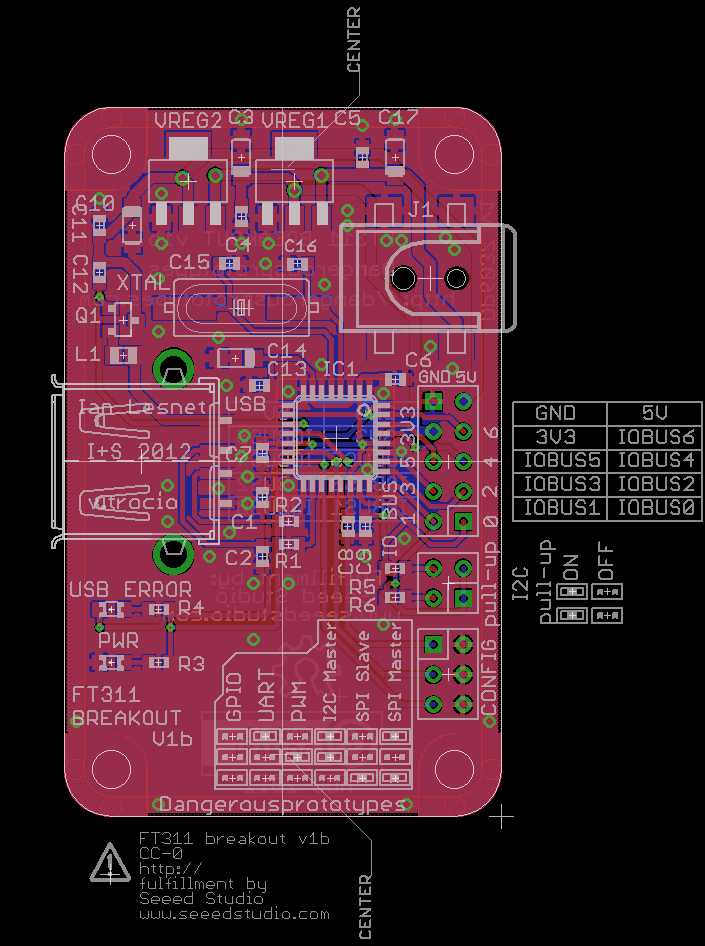 CENTER
VREG2 C3 VREG1 C5 C17
C10
C11
J1
C4 C16
C15
C12
XTAL
Q1
L1
C14
C13 IC1
C6
GND 5V
USB
Ian Lesnet
I+S 2012
vitrocio
C7
C1
R2
C2 R1
C8
C9
R5
R6
IO
BUS
1 3 5 3V3
0 2 4 6
GND 5V
3V3 IOBUS6
IOBUS5 IOBUS4
IOBUS3 IOBUS2
IOBUS1 IOBUS0
I2C
pull-up
ON
OFF
pull-up
CONFIG
USB ERROR
R4
PWR
R3
FT311
BREAKOUT
V1b
GPIO
UART
PWM
I2C Master
SPI Slave
SPI Master
Dangerousprototypes
FT311 breakout v1b
CC-0
http://
fulfillment by
Seeed Studio
www.seeedstudio.com
CENTER